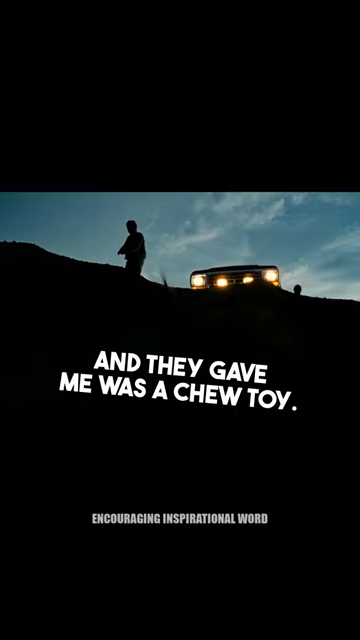 AND THEY GAVE
ME WAS A CHEW TOY.
ENCOURAGING INSPIRATIONAL WORD